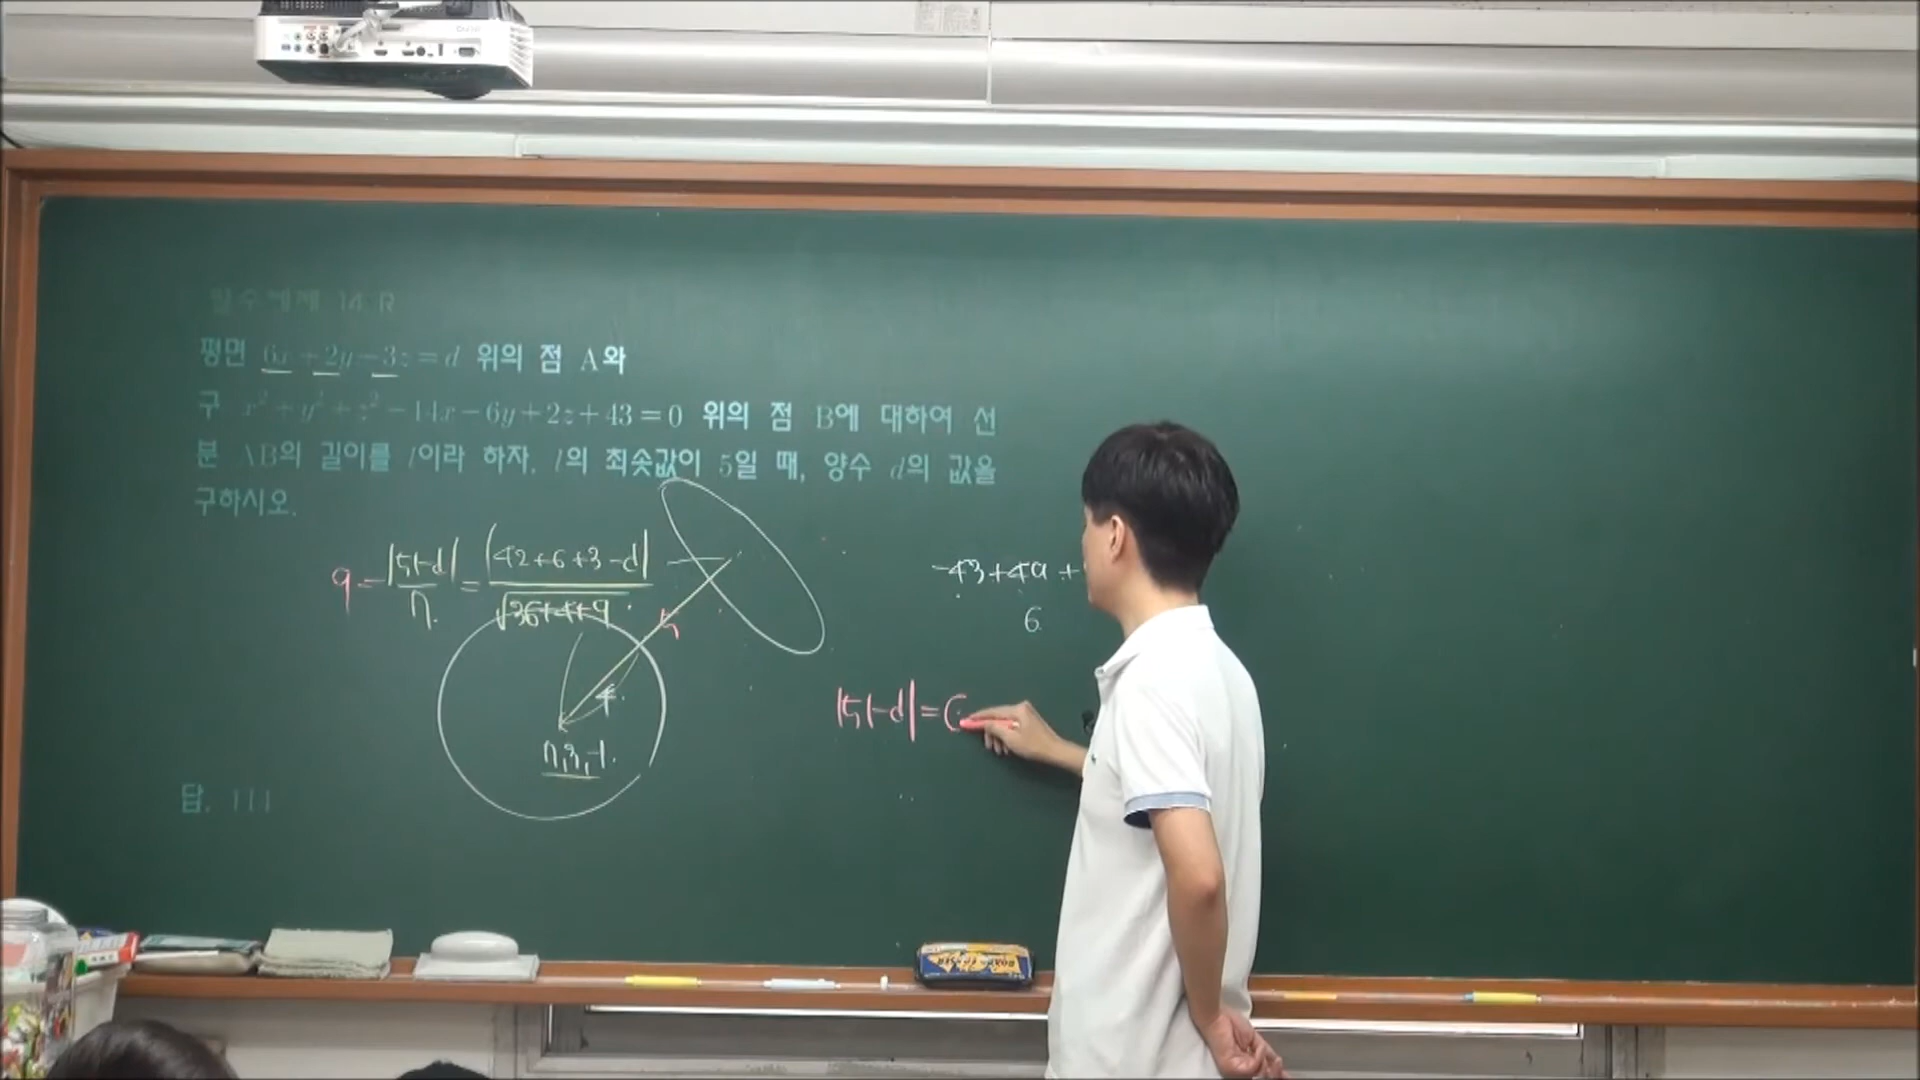 필수예제 14 R
평면 6x+2y-3z=d 위의 점 A와
구 x²+y²+z²-14x-6y+2z+43=0 위의 점 B에 대하여 선
분 AB의 길이를 l이라 하자. l의 최솟값이 5일 때, 양수 d의 값을
구하시오.
9=|51-d|/7=|42+6+3-d|/√36+4+9
-43+49+
6
5
4
7,3,-1
|51-d|=6
답. 111